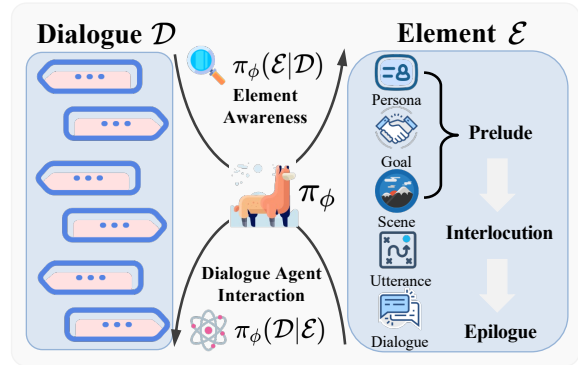 Dialogue 𝒟
π_ϕ(ℰ|𝒟)
Element
Awareness
π_ϕ
Dialogue Agent
Interaction
π_ϕ(𝒟|ℰ)
Element ℰ
Persona
Goal
Scene
Utterance
Dialogue
Prelude
Interlocution
Epilogue